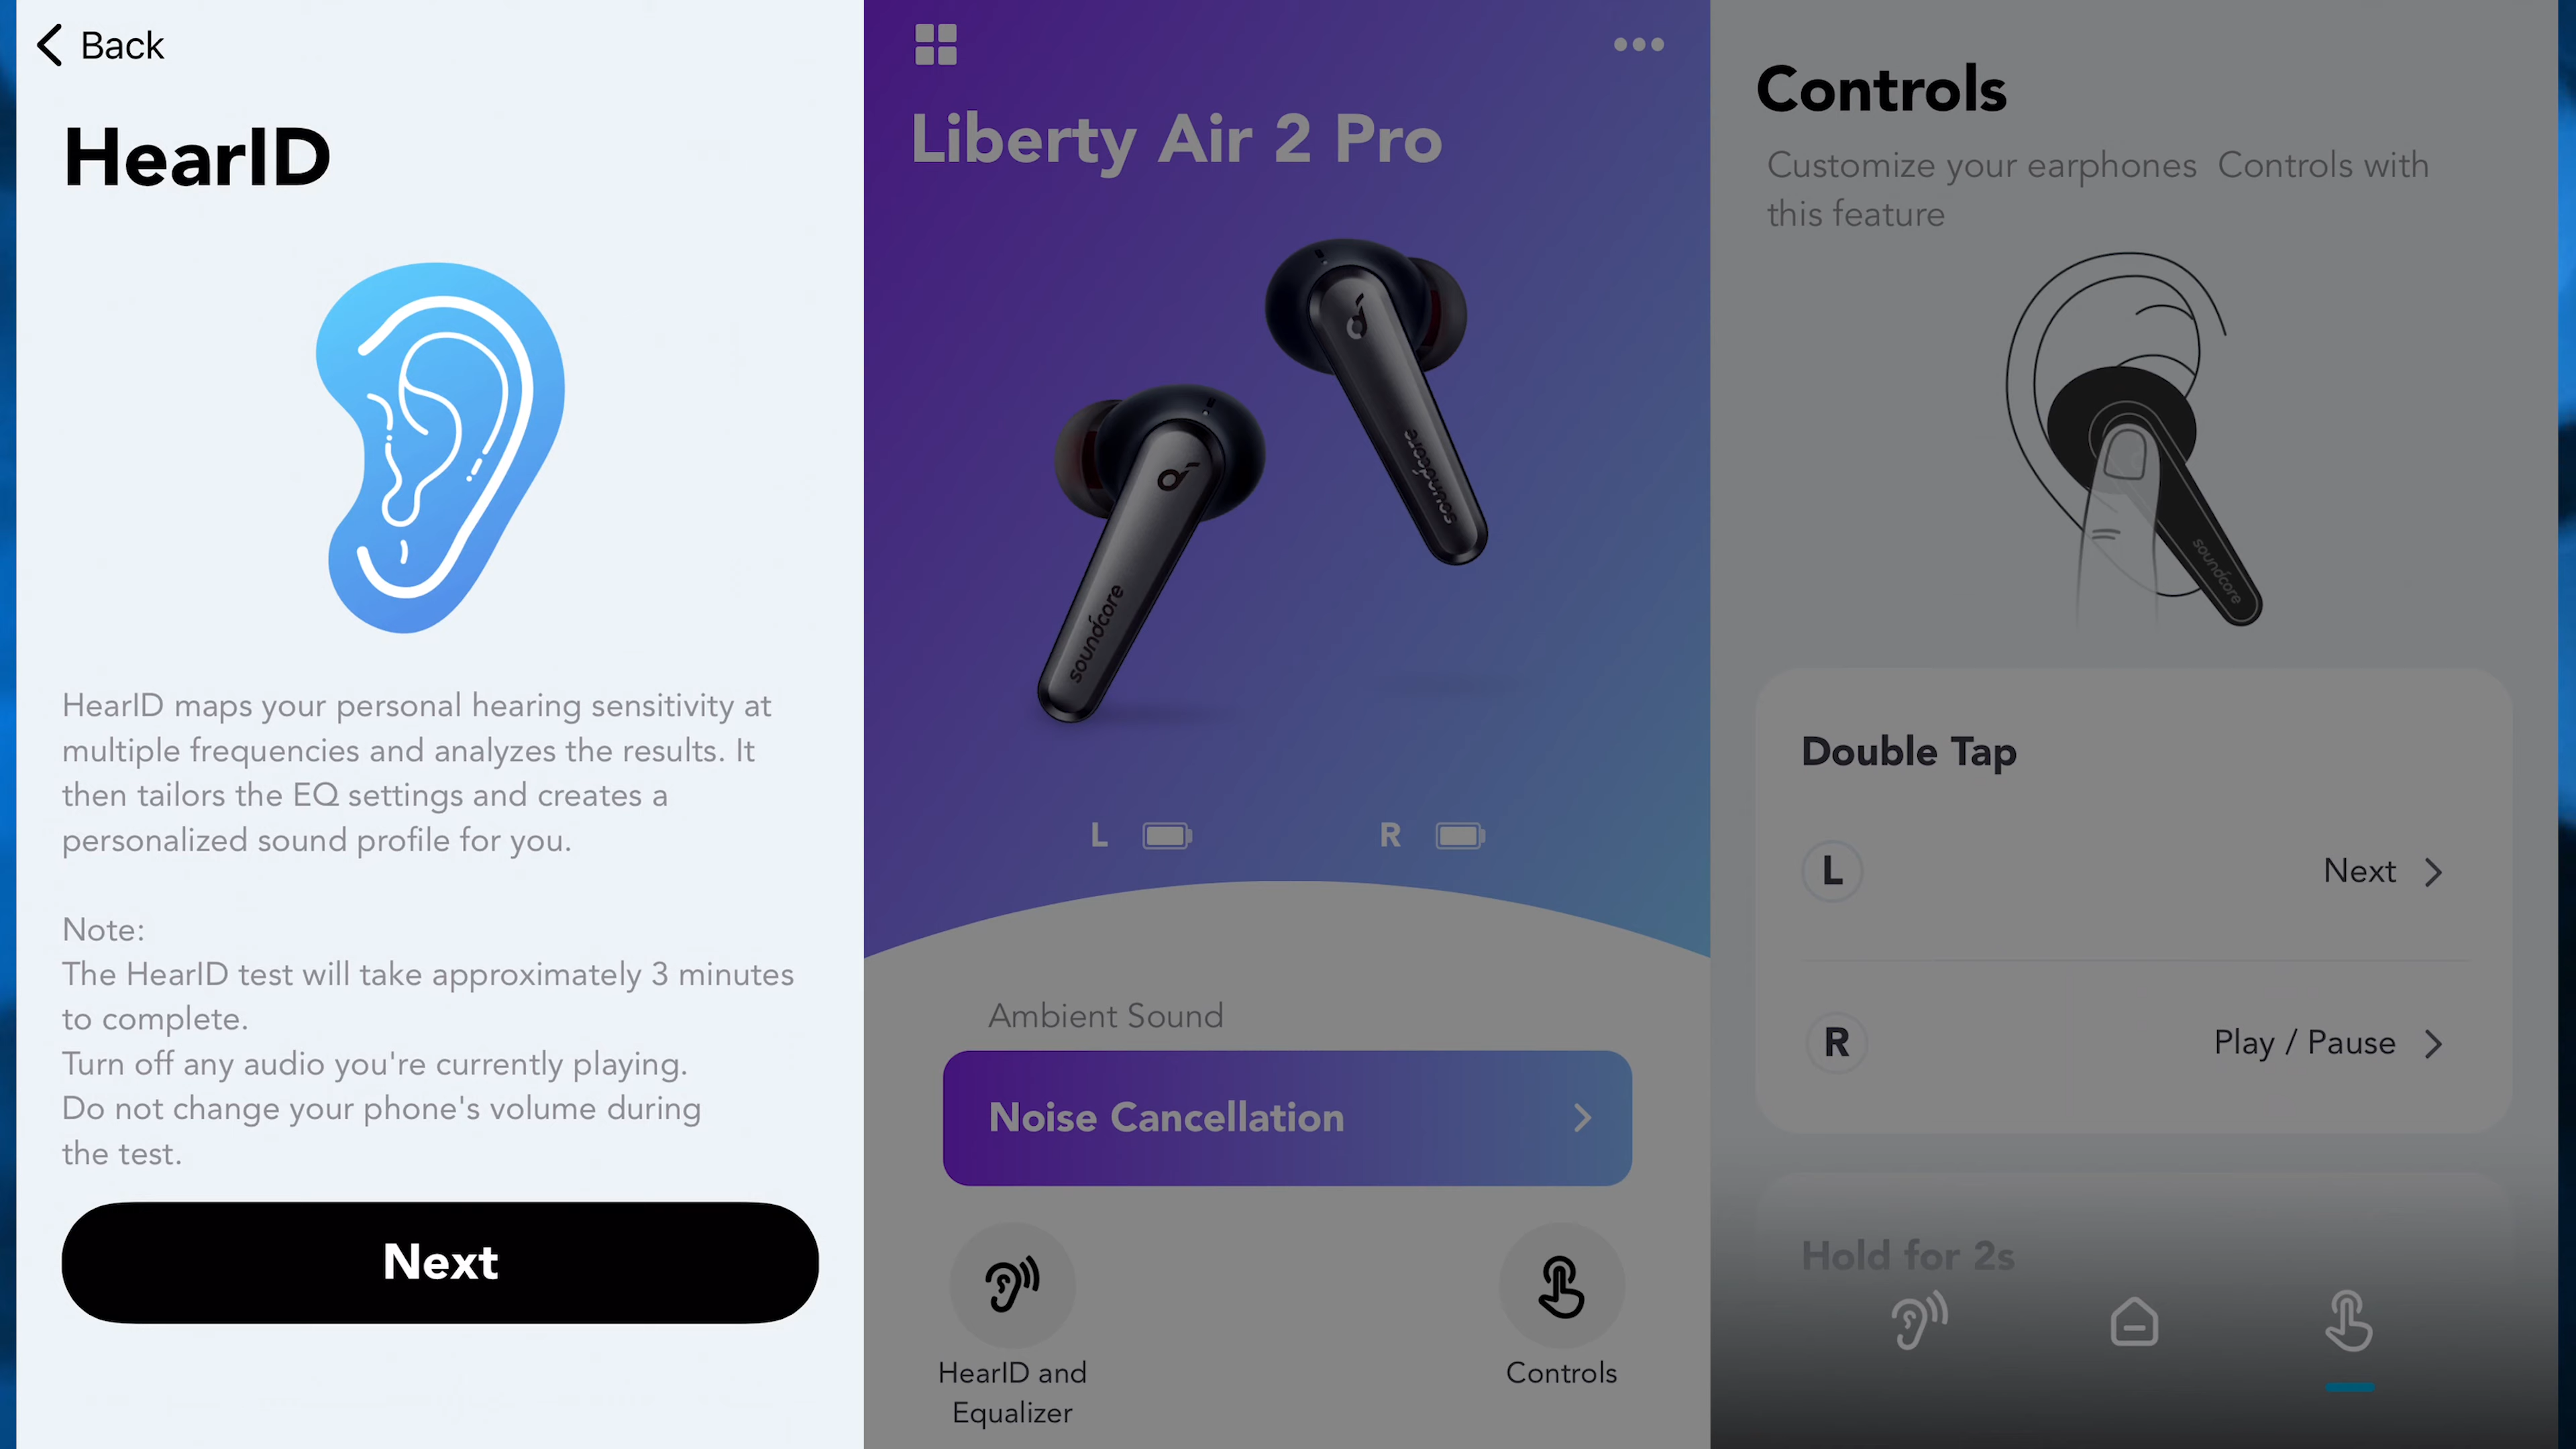 Back
HearID
HearID maps your personal hearing sensitivity at
multiple frequencies and analyzes the results. It
then tailors the EQ settings and creates a
personalized sound profile for you.
Note:
The HearID test will take approximately 3 minutes
to complete.
Turn off any audio you're currently playing.
Do not change your phone's volume during
the test.
Next
Liberty Air 2 Pro
soundcore
soundcore
L
R
Ambient Sound
Noise Cancellation
HearID and
Equalizer
Controls
Controls
Customize your earphones  Controls with
this feature
soundcore
Double Tap
L
Next
R
Play / Pause
Hold for 2s